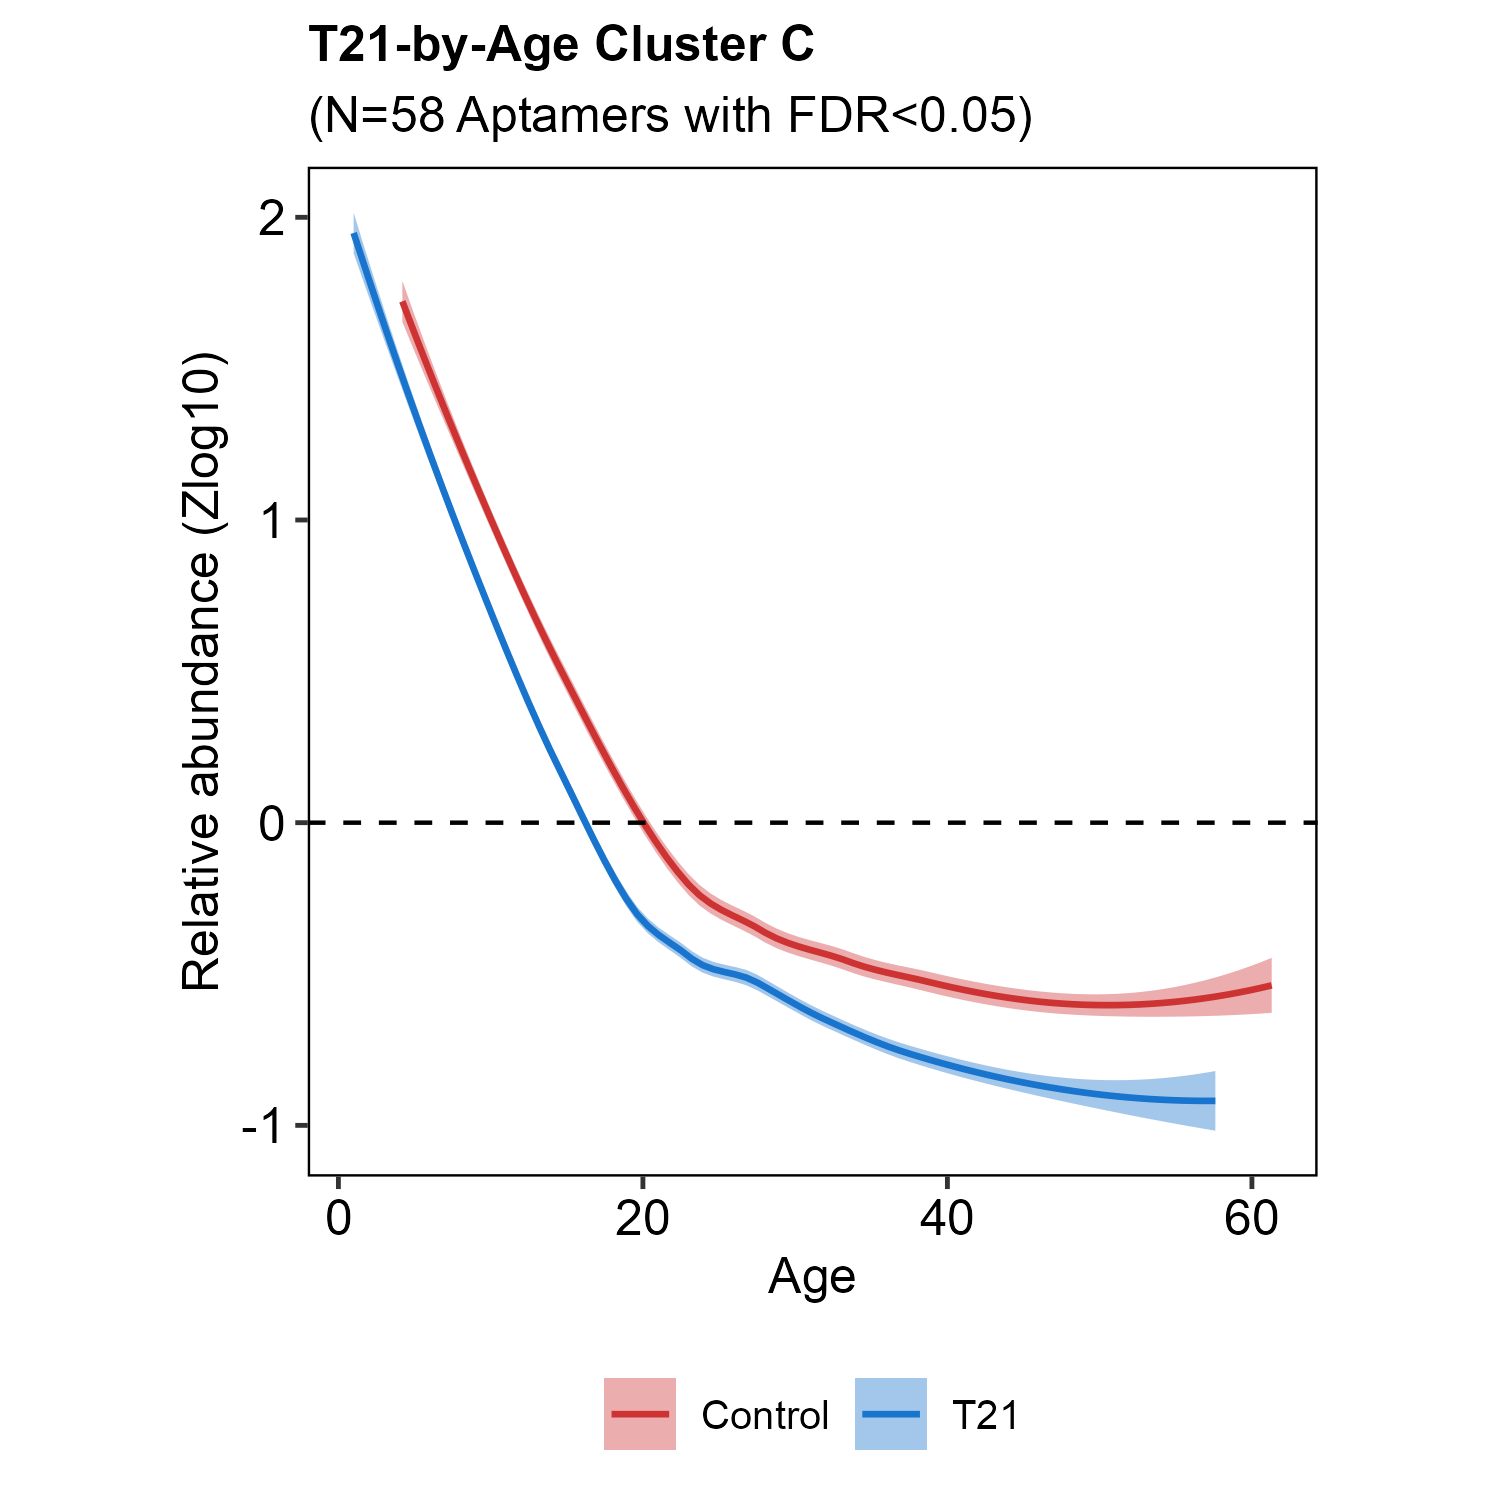 T21-by-Age Cluster C
(N=58 Aptamers with FDR<0.05)
Relative abundance (Zlog10)
2
1
0
-1
0 20 40 60
Age
Control T21